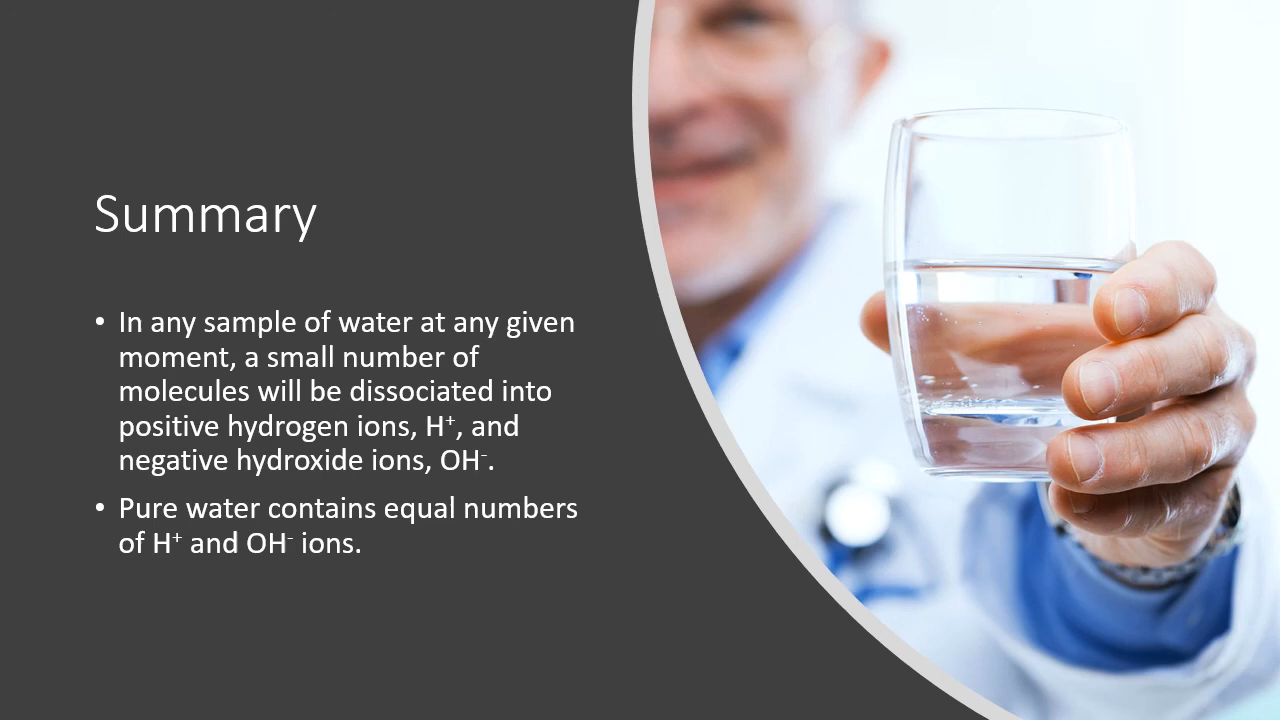 Summary
• In any sample of water at any given
moment, a small number of
molecules will be dissociated into
positive hydrogen ions, H⁺, and
negative hydroxide ions, OH⁻.
• Pure water contains equal numbers
of H⁺ and OH⁻ ions.